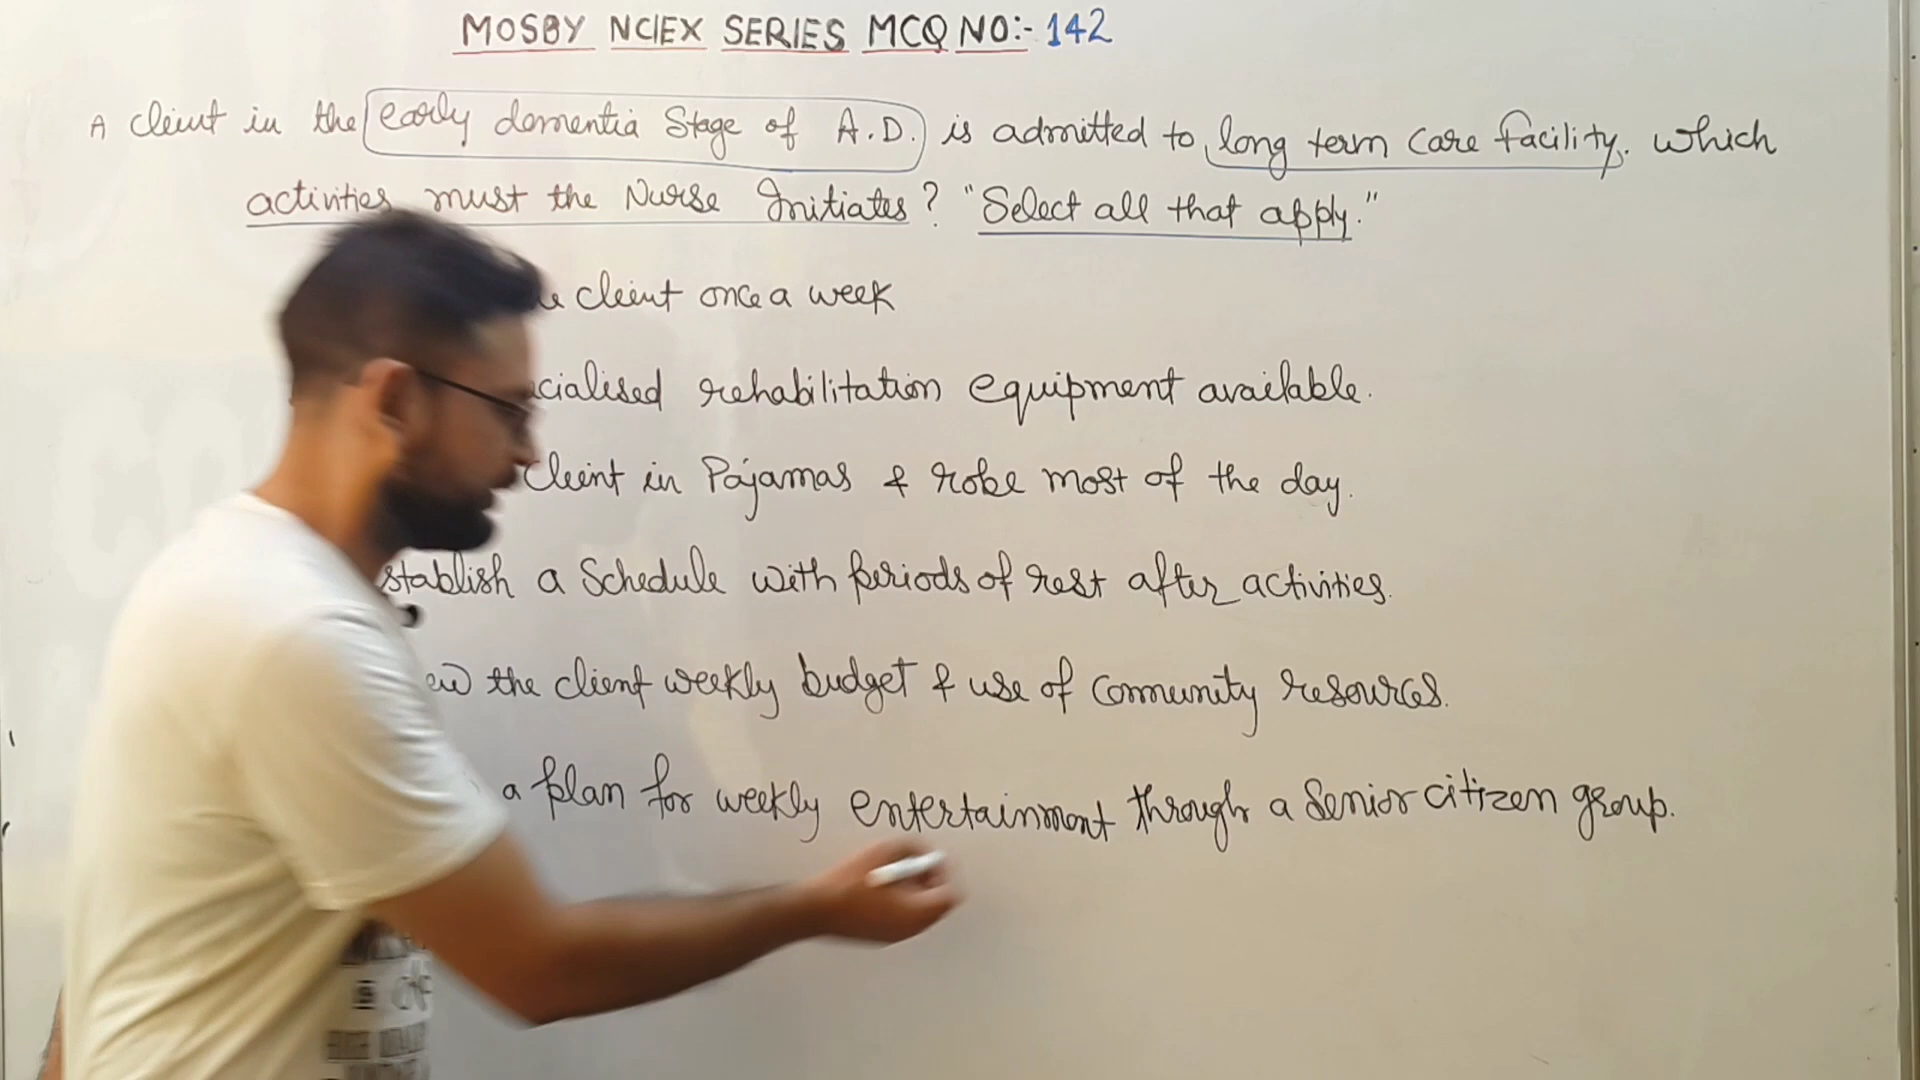 MOSBY NCIEX SERIES MCQ NO:- 142
A client in the early dementia Stage of A.D. is admitted to long term care facility. which
activities must the Nurse Initiates? "Select all that apply."
client once a week
cialised rehabilitation equipment available.
Client in Pajamas & robe most of the day.
stablish a Schedule with periods of rest after activities.
ew the client weekly budget & use of community resources.
a plan for weekly entertainment through a Senior citizen group.